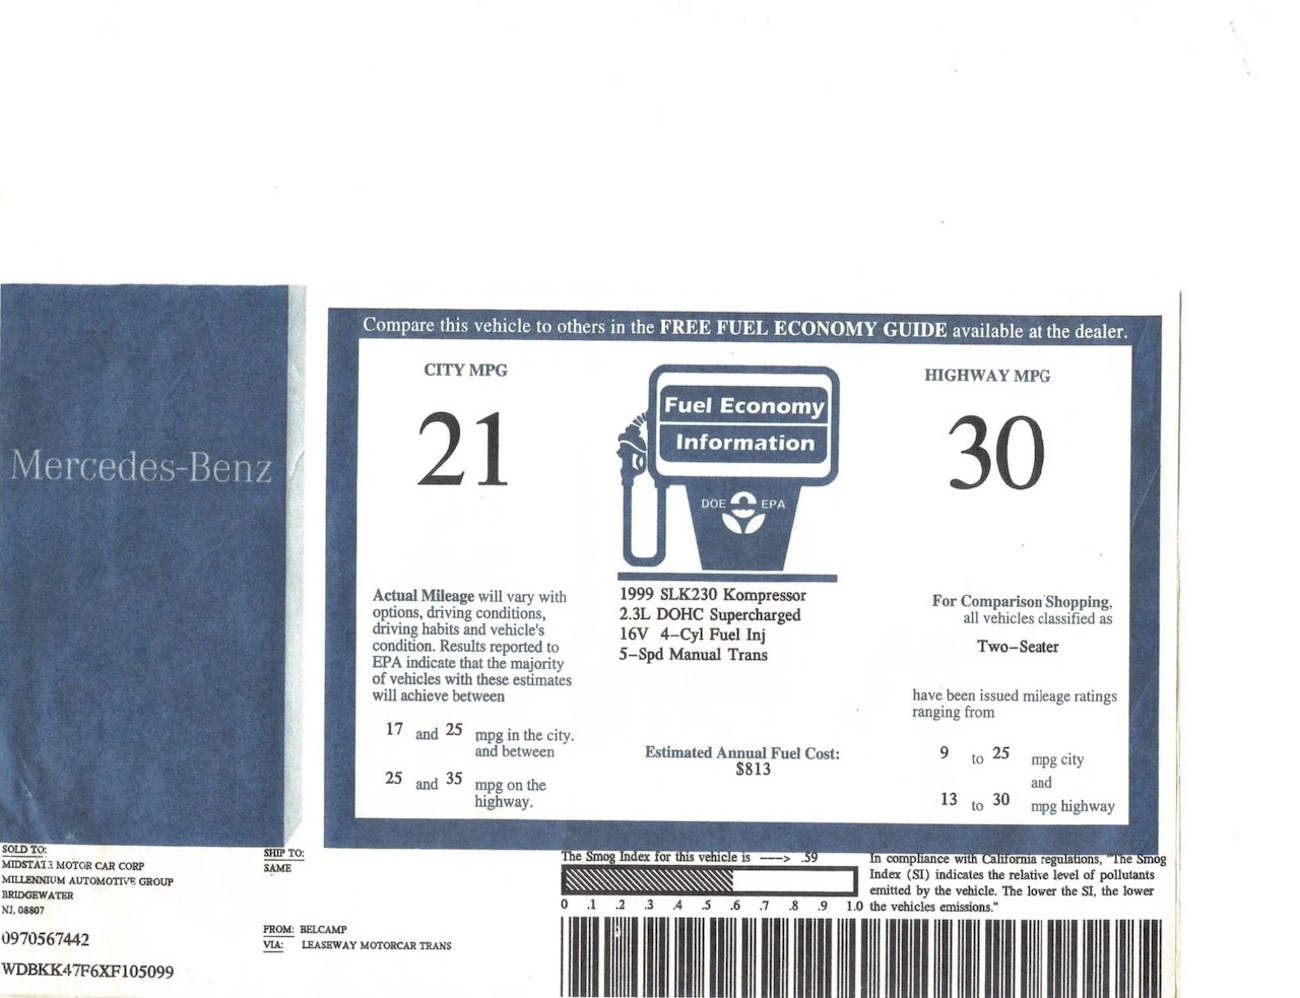 Mercedes-Benz
Compare this vehicle to others in the FREE FUEL ECONOMY GUIDE available at the dealer.
CITY MPG
21
Fuel Economy
Information
DOE EPA
HIGHWAY MPG
30
Actual Mileage will vary with
options, driving conditions,
driving habits and vehicle's
condition. Results reported to
EPA indicate that the majority
of vehicles with these estimates
will achieve between
17 and 25 mpg in the city.
and between
25 and 35 mpg on the
highway.
1999 SLK230 Kompressor
2.3L DOHC Supercharged
16V 4-Cyl Fuel Inj
5-Spd Manual Trans
Estimated Annual Fuel Cost:
$813
For Comparison Shopping,
all vehicles classified as
Two-Seater
have been issued mileage ratings
ranging from
9 to 25 mpg city
and
13 to 30 mpg highway
SOLD TO:
MIDSTATE MOTOR CAR CORP
MILLENNIUM AUTOMOTIVE GROUP
BRIDGEWATER
NJ, 08807
0970567442
WDBKK47F6XF105099
SHIP TO:
SAME
FROM: BELCAMP
VIA: LEASEWAY MOTORCAR TRANS
The Smog Index for this vehicle is ---> .59
0 .1 .2 .3 .4 .5 .6 .7 .8 .9 1.0
In compliance with California regulations, "The Smog
Index (SI) indicates the relative level of pollutants
emitted by the vehicle. The lower the SI, the lower
the vehicles emissions."